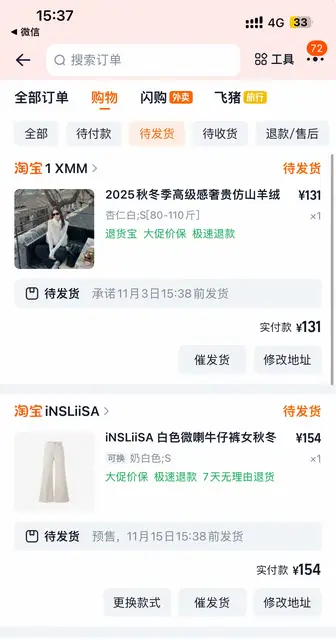 15:37
4G 33
微信
搜索订单
工具
72
全部订单 购物 闪购 外卖 飞猪 旅行
全部 待付款 待发货 待收货 退款/售后
淘宝 1 XMM 待发货
2025秋冬季高级感奢贵仿山羊绒 ¥131
杏仁白;S[80-110斤] ×1
退货宝 大促价保 极速退款
待发货 承诺11月3日15:38前发货
实付款 ¥131
催发货 修改地址
淘宝 iNSLiiSA 待发货
iNSLiiSA 白色微喇牛仔裤女秋冬 ¥154
可换 奶白色;S ×1
大促价保 极速退款 7天无理由退货
待发货 预售，11月15日15:38前发货
实付款 ¥154
更换款式 催发货 修改地址